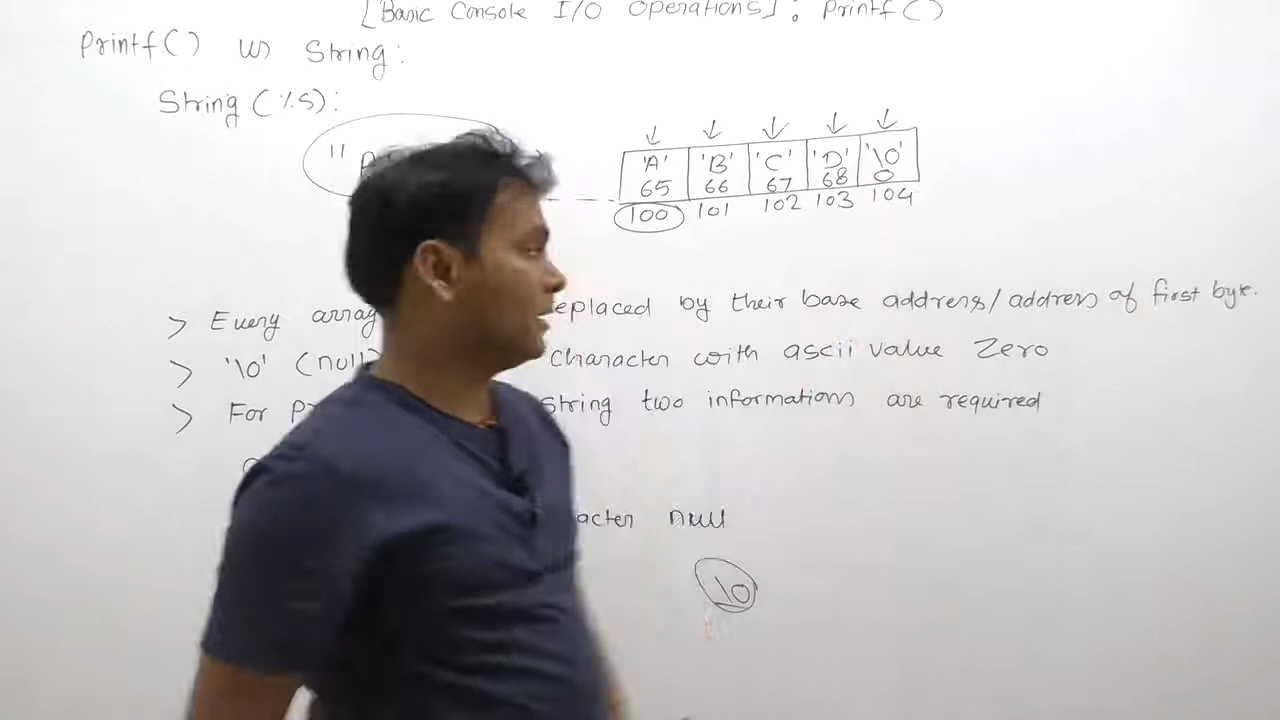 [Basic Console I/O Operations]: Printf()
Printf() w) String:
String (%s):
"
'A' 'B' 'C' 'D' '\0'
65 66 67 68 0
100 101 102 103 104
> Every array eplaced by their base address/address of first byte.
> '\0' (null) character with ascii value Zero
> For string two informations are required
acter null
\0